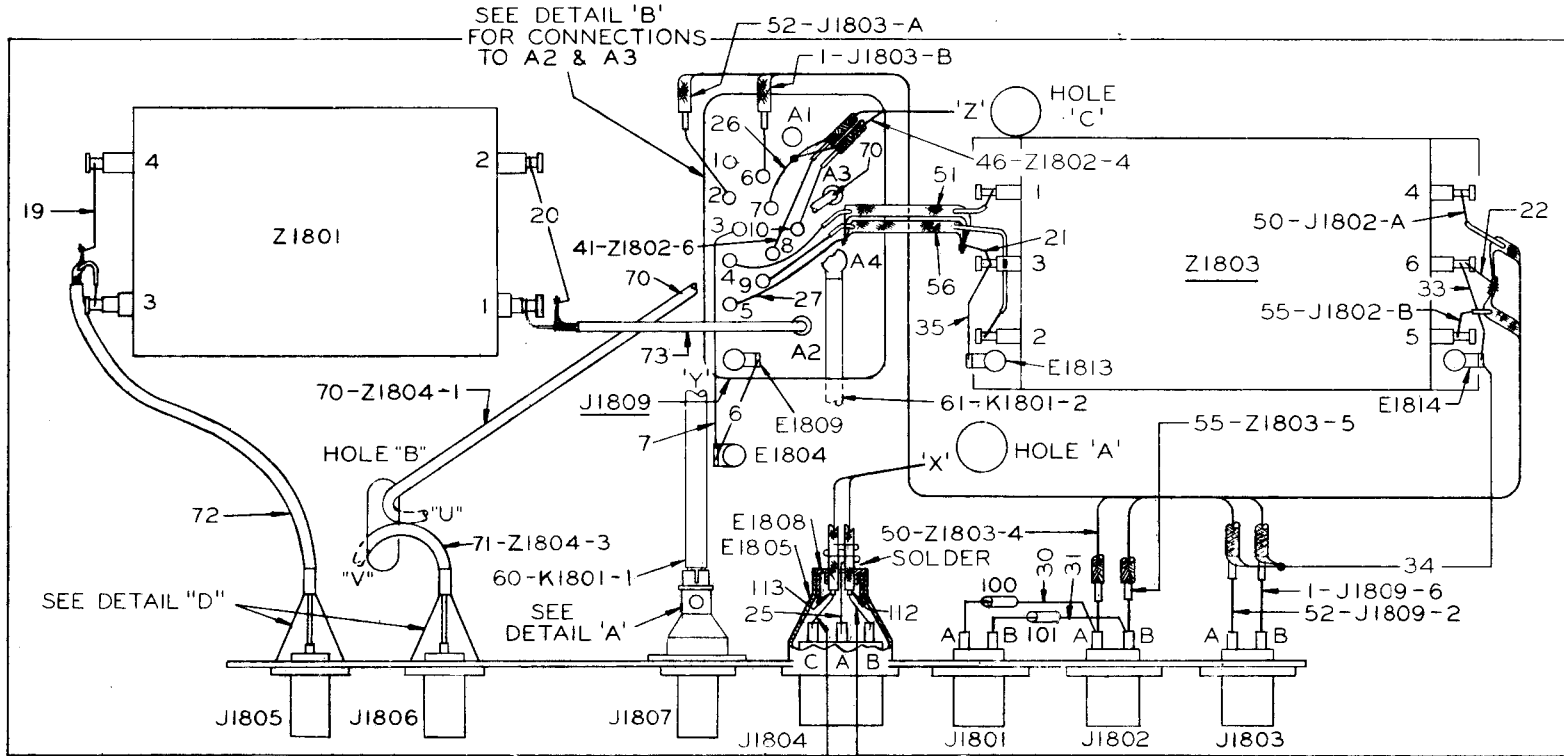 SEE DETAIL 'B'
FOR CONNECTIONS
TO A2 & A3
52-J1803-A
1-J1803-B
HOLE
'C'
'Z'
A1
26
46-Z1802-4
70
A3
4
2
Z1801
19
20
3
1
1
6
2
7
3
10
8
41-Z1802-6
4
9
5
27
A4
51
56
21
1
3
2
35
Z1803
4
6
5
50-J1802-A
22
33
55-J1802-B
70
A2
73
'Y'
J1809
E1809
6
7
E1804
61-K1801-2
E1813
E1814
70-Z1804-1
HOLE "B"
"U"
"V"
72
71-Z1804-3
60-K1801-1
HOLE 'A'
'X'
55-Z1803-5
50-Z1803-4
E1808
E1805
SOLDER
113
25
112
100
30
31
101
34
1-J1809-6
52-J1809-2
SEE DETAIL "D"
SEE
DETAIL 'A'
C A B
A B
A B
A B
J1805
J1806
J1807
J1804
J1801
J1802
J1803